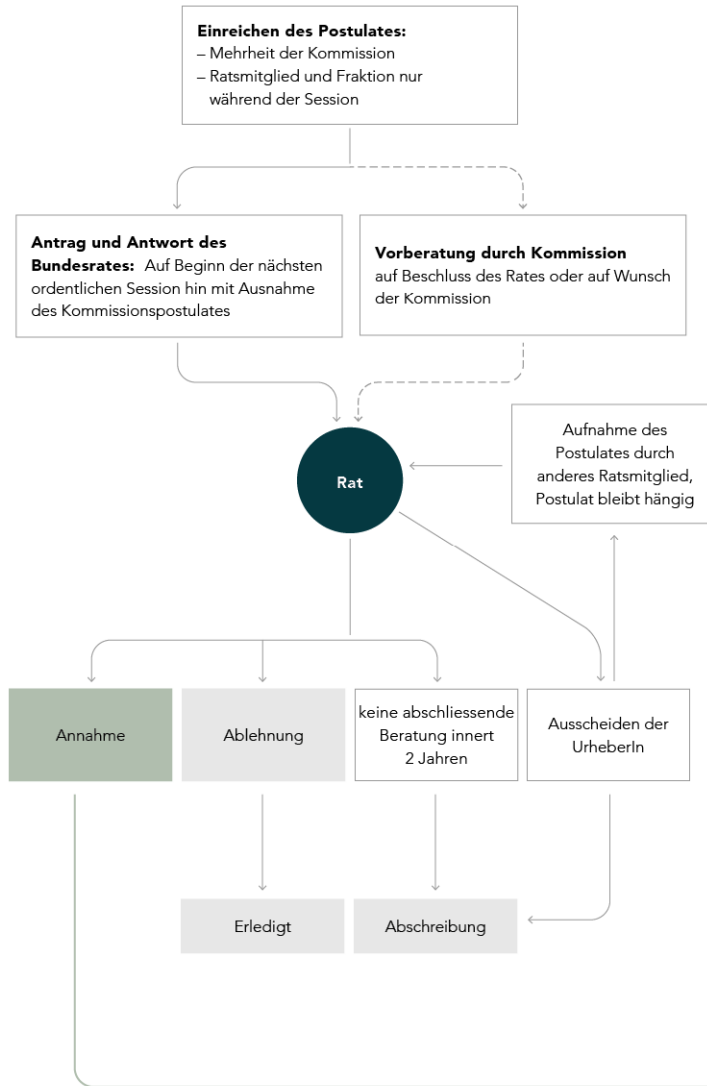 Einreichen des Postulates:
– Mehrheit der Kommission
– Ratsmitglied und Fraktion nur
während der Session
Antrag und Antwort des
Bundesrates: Auf Beginn der nächsten
ordentlichen Session hin mit Ausnahme
des Kommissionspostulates
Vorberatung durch Kommission
auf Beschluss des Rates oder auf Wunsch
der Kommission
Rat
Aufnahme des
Postulates durch
anderes Ratsmitglied,
Postulat bleibt hängig
Annahme
Ablehnung
keine abschliessende
Beratung innert
2 Jahren
Ausscheiden der
UrheberIn
Erledigt
Abschreibung